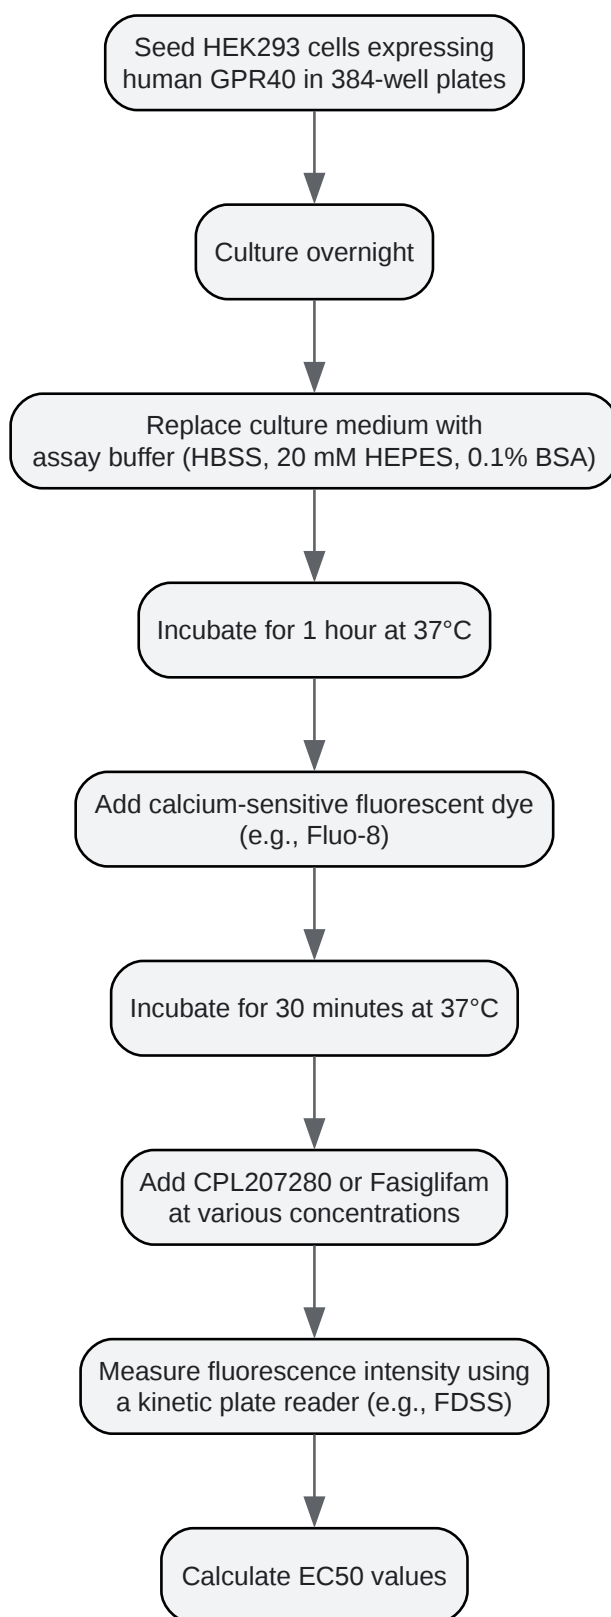 Seed HEK293 cells expressing
human GPR40 in 384-well plates
Culture overnight
Replace culture medium with
assay buffer (HBSS, 20 mM HEPES, 0.1% BSA)
Incubate for 1 hour at 37°C
Add calcium-sensitive fluorescent dye
(e.g., Fluo-8)
Incubate for 30 minutes at 37°C
Add CPL207280 or Fasiglifam
at various concentrations
Measure fluorescence intensity using
a kinetic plate reader (e.g., FDSS)
Calculate EC50 values